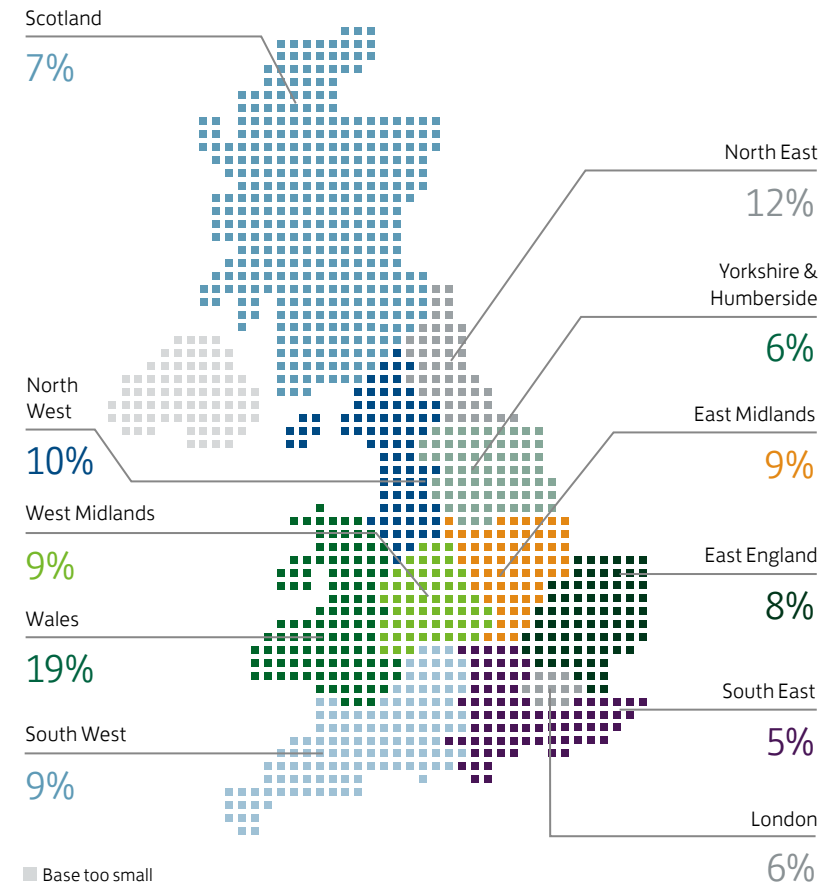 Scotland
7%
North East
12%
Yorkshire &
Humberside
6%
North
West
10%
East Midlands
9%
West Midlands
9%
East England
8%
Wales
19%
South East
5%
South West
9%
London
6%
Base too small